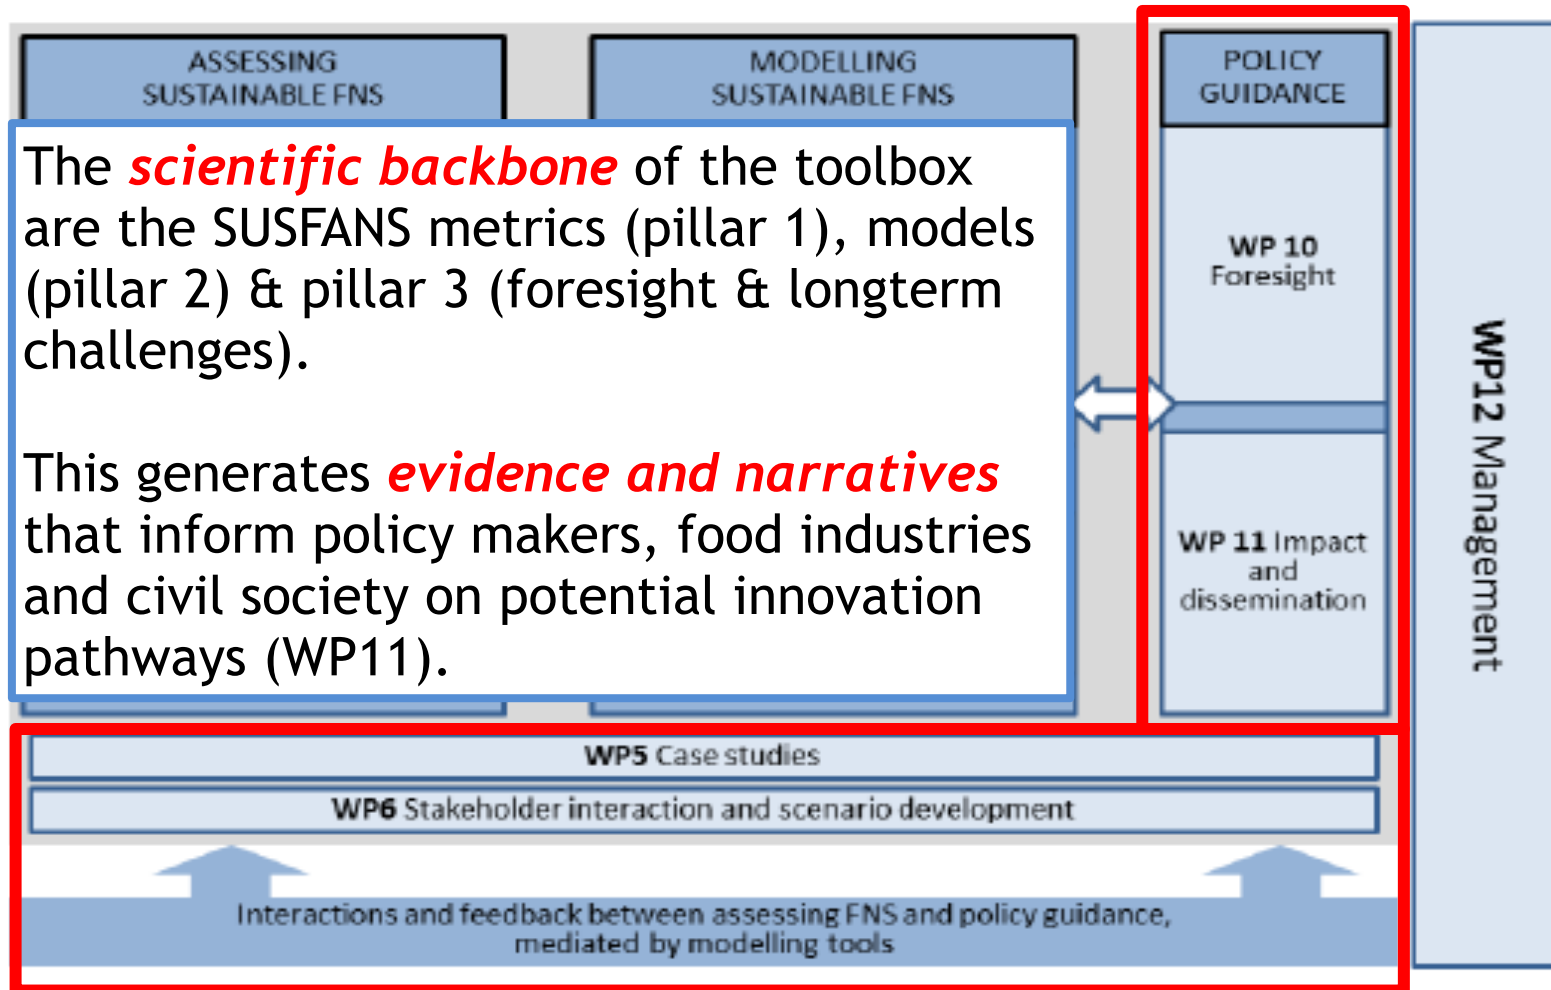 ASSESSING
SUSTAINABLE FNS
MODELLING
SUSTAINABLE FNS
POLICY
GUIDANCE
The scientific backbone of the toolbox
are the SUSFANS metrics (pillar 1), models
(pillar 2) & pillar 3 (foresight & longterm
challenges).
This generates evidence and narratives
that inform policy makers, food industries
and civil society on potential innovation
pathways (WP11).
WP 10
Foresight
WP 11 Impact
and
dissemination
WP12 Management
WP5 Case studies
WP6 Stakeholder interaction and scenario development
Interactions and feedback between assessing FNS and policy guidance,
mediated by modelling tools